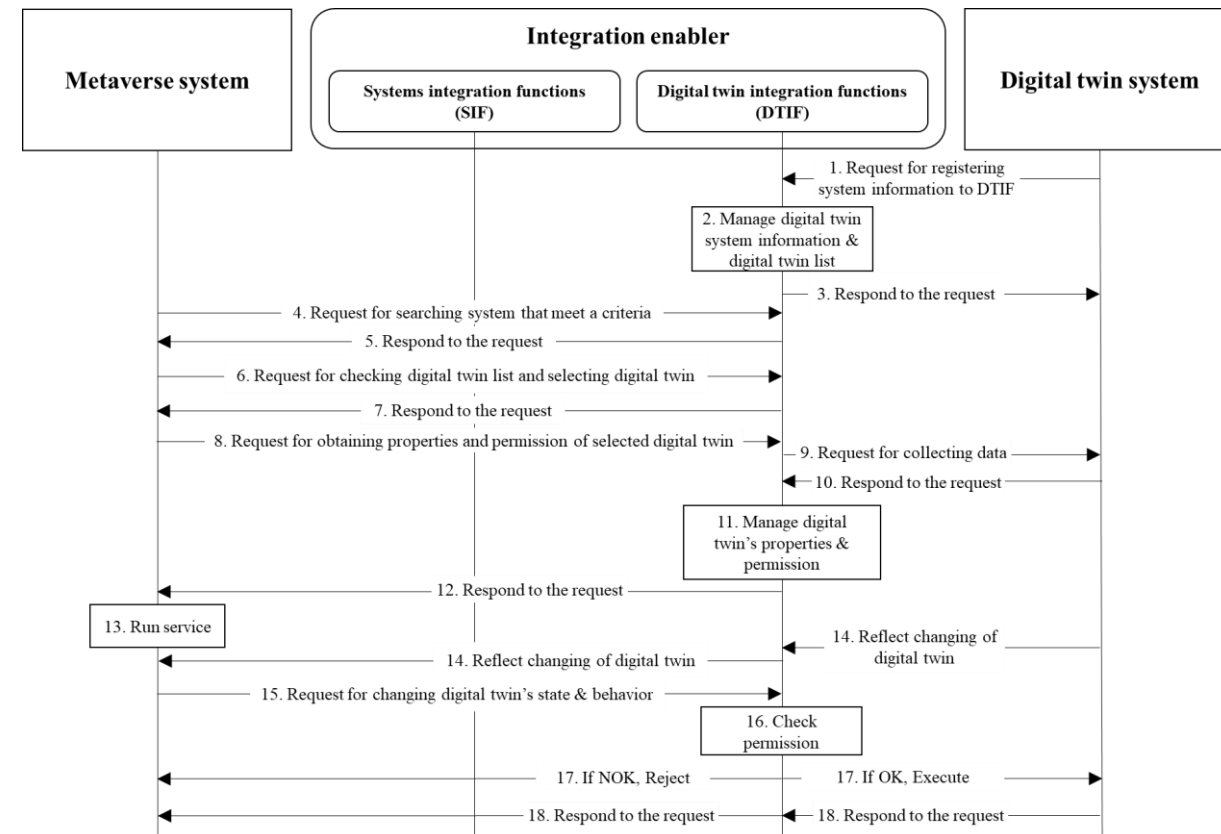 Integration enabler
Metaverse system
Systems integration functions
(SIF)
Digital twin integration functions
(DTIF)
Digital twin system
1. Request for registering
system information to DTIF
2. Manage digital twin
system information &
digital twin list
3. Respond to the request
4. Request for searching system that meet a criteria
5. Respond to the request
6. Request for checking digital twin list and selecting digital twin
7. Respond to the request
8. Request for obtaining properties and permission of selected digital twin
9. Request for collecting data
10. Respond to the request
11. Manage digital
twin’s properties &
permission
12. Respond to the request
13. Run service
14. Reflect changing of
digital twin
14. Reflect changing of digital twin
15. Request for changing digital twin’s state & behavior
16. Check
permission
17. If NOK, Reject
17. If OK, Execute
18. Respond to the request
18. Respond to the request